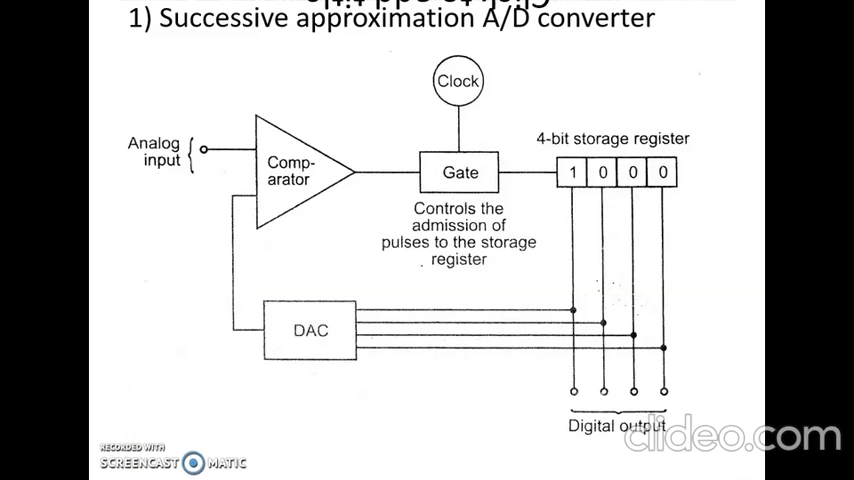 1) Successive approximation A/D converter
Clock
Analog
input
4-bit storage register
Comp-
arator
Gate
1 0 0 0
Controls the
admission of
pulses to the storage
register
DAC
Digital output
clideo.com
RECORDED WITH
SCREENCAST MATIC